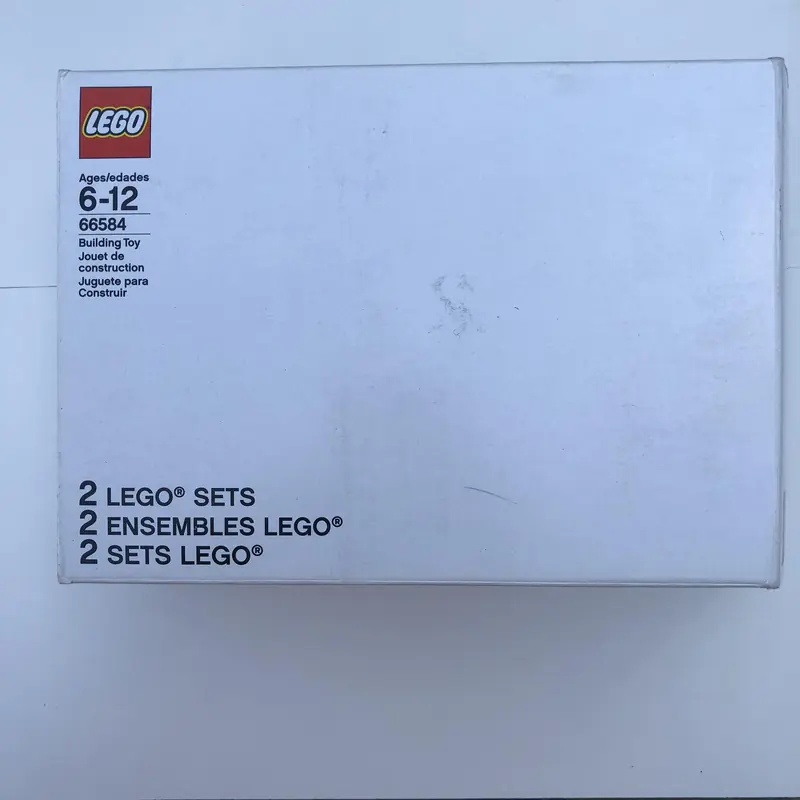 LEGO
Ages/edades
6-12
66584
Building Toy
Jouet de
construction
Juguete para
Construir
2 LEGO® SETS
2 ENSEMBLES LEGO®
2 SETS LEGO®